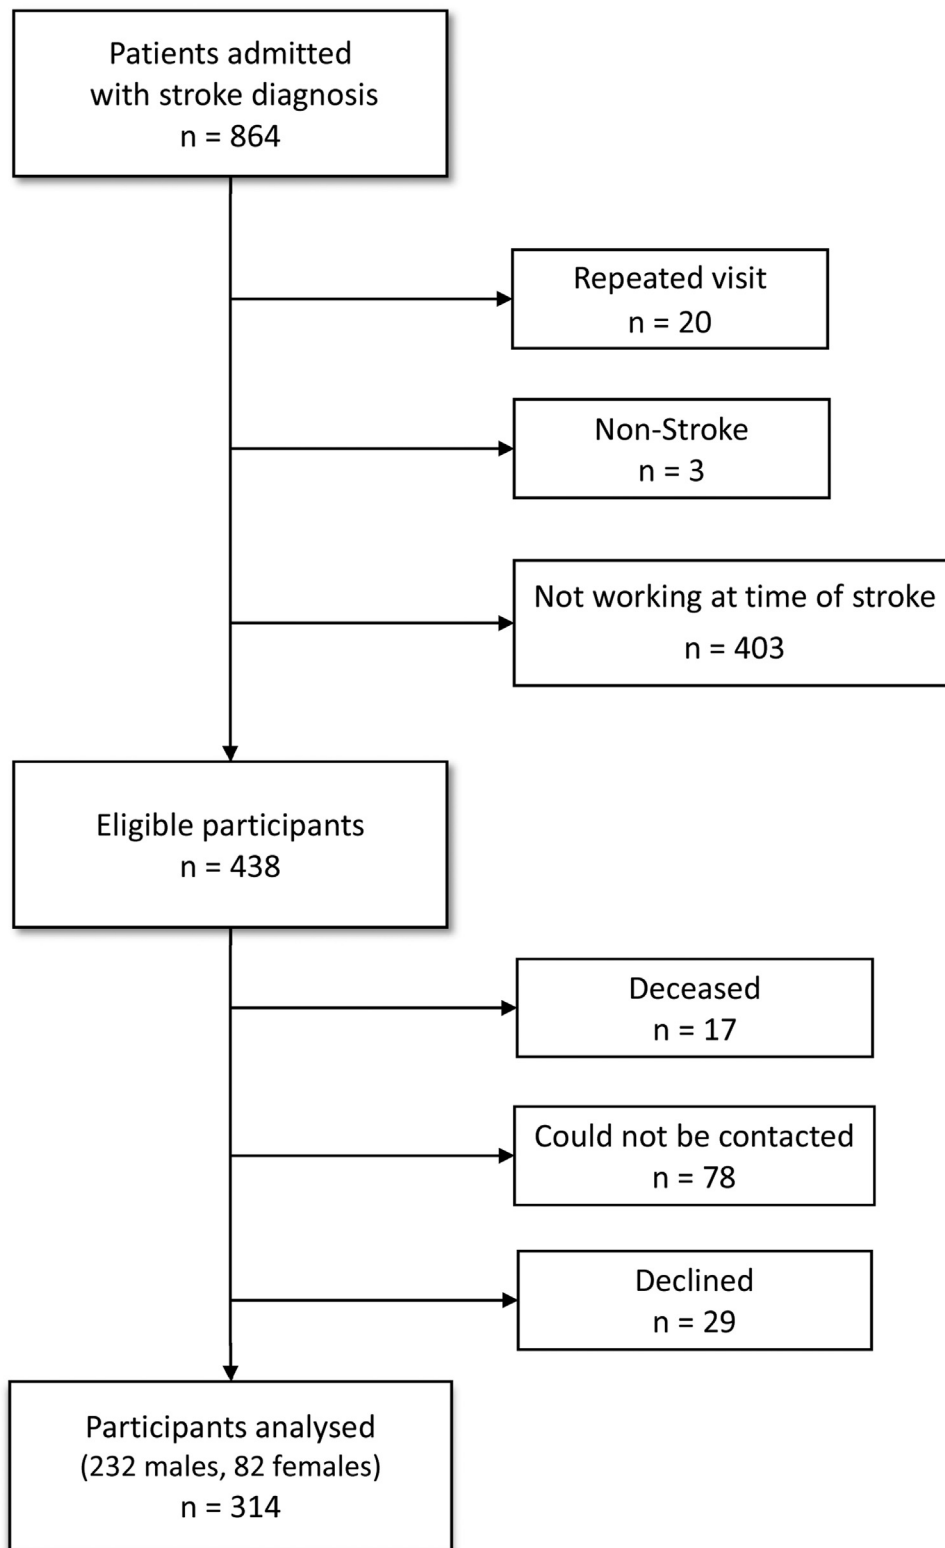 Patients admitted
with stroke diagnosis
n = 864
Repeated visit
n = 20
Non-Stroke
n = 3
Not working at time of stroke
n = 403
Eligible participants
n = 438
Deceased
n = 17
Could not be contacted
n = 78
Declined
n = 29
Participants analysed
(232 males, 82 females)
n = 314